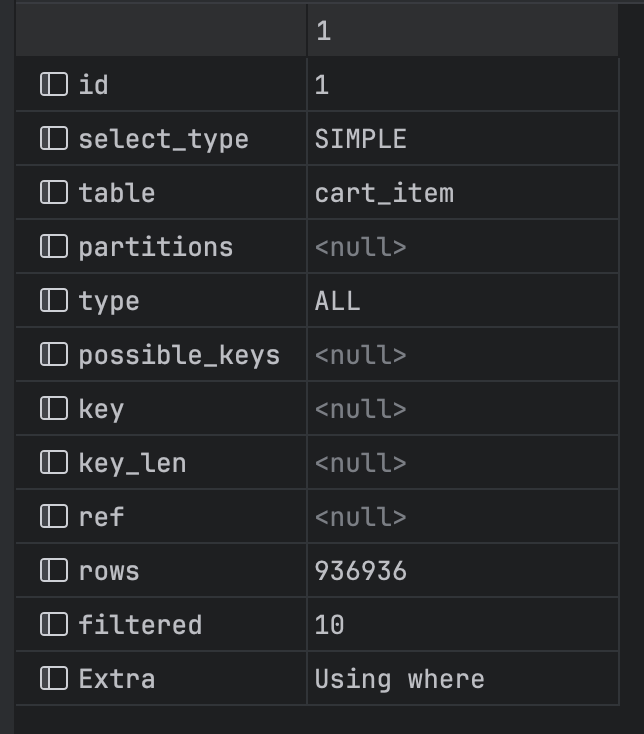 1
id 1
select_type SIMPLE
table cart_item
partitions <null>
type ALL
possible_keys <null>
key <null>
key_len <null>
ref <null>
rows 936936
filtered 10
Extra Using where